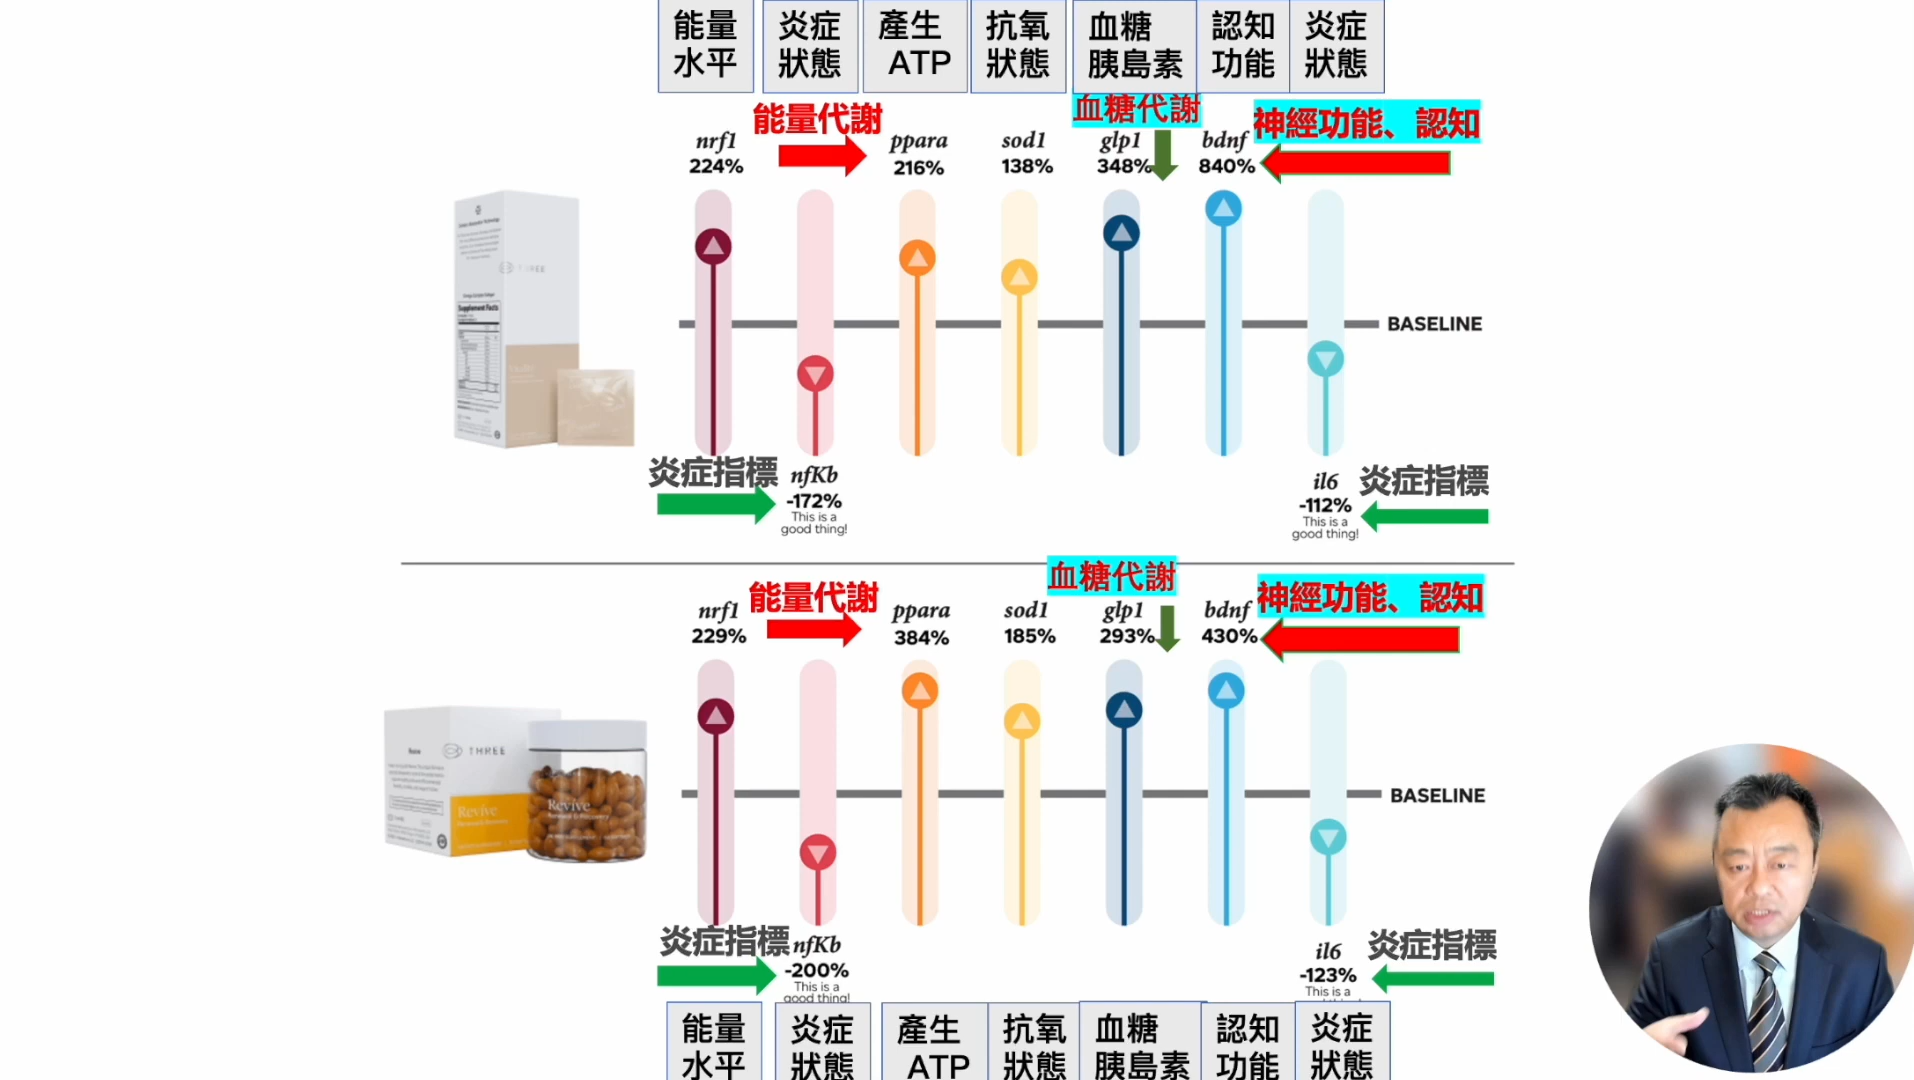 能量
水平
炎症
狀態
產生
ATP
抗氧
狀態
血糖
胰島素
認知
功能
炎症
狀態
能量代謝
血糖代謝
神經功能、認知
nrf1
224%
ppara
216%
sod1
138%
glp1
348%
bdnf
840%
THREE
Supplement Facts
BASELINE
炎症指標
nfKb
-172%
This is a
good thing!
il6
-112%
This is a
good thing!
炎症指標
能量代謝
血糖代謝
神經功能、認知
nrf1
229%
ppara
384%
sod1
185%
glp1
293%
bdnf
430%
THREE
Revive
Revive
BASELINE
炎症指標
nfKb
-200%
This is a
good thing!
il6
-123%
This is a
炎症指標
能量
水平
炎症
狀態
產生
ATP
抗氧
狀態
血糖
胰島素
認知
功能
炎症
狀態